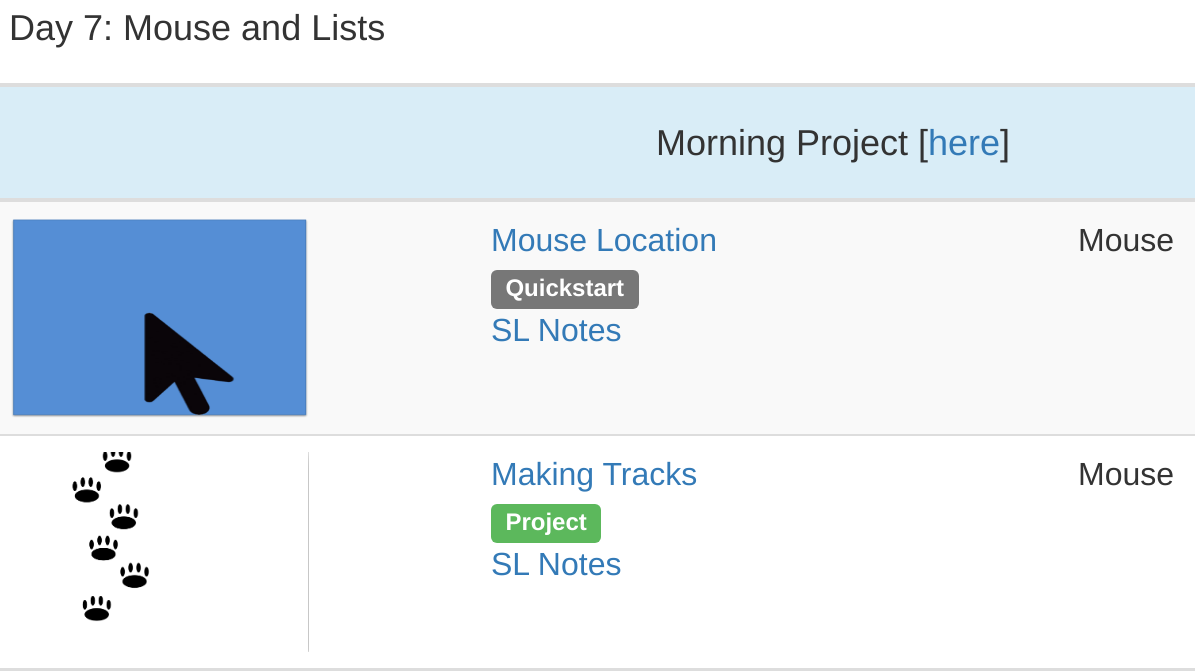 Day 7: Mouse and Lists
Morning Project [here]
Mouse Location
Mouse
Quickstart
SL Notes
Making Tracks
Mouse
Project
SL Notes